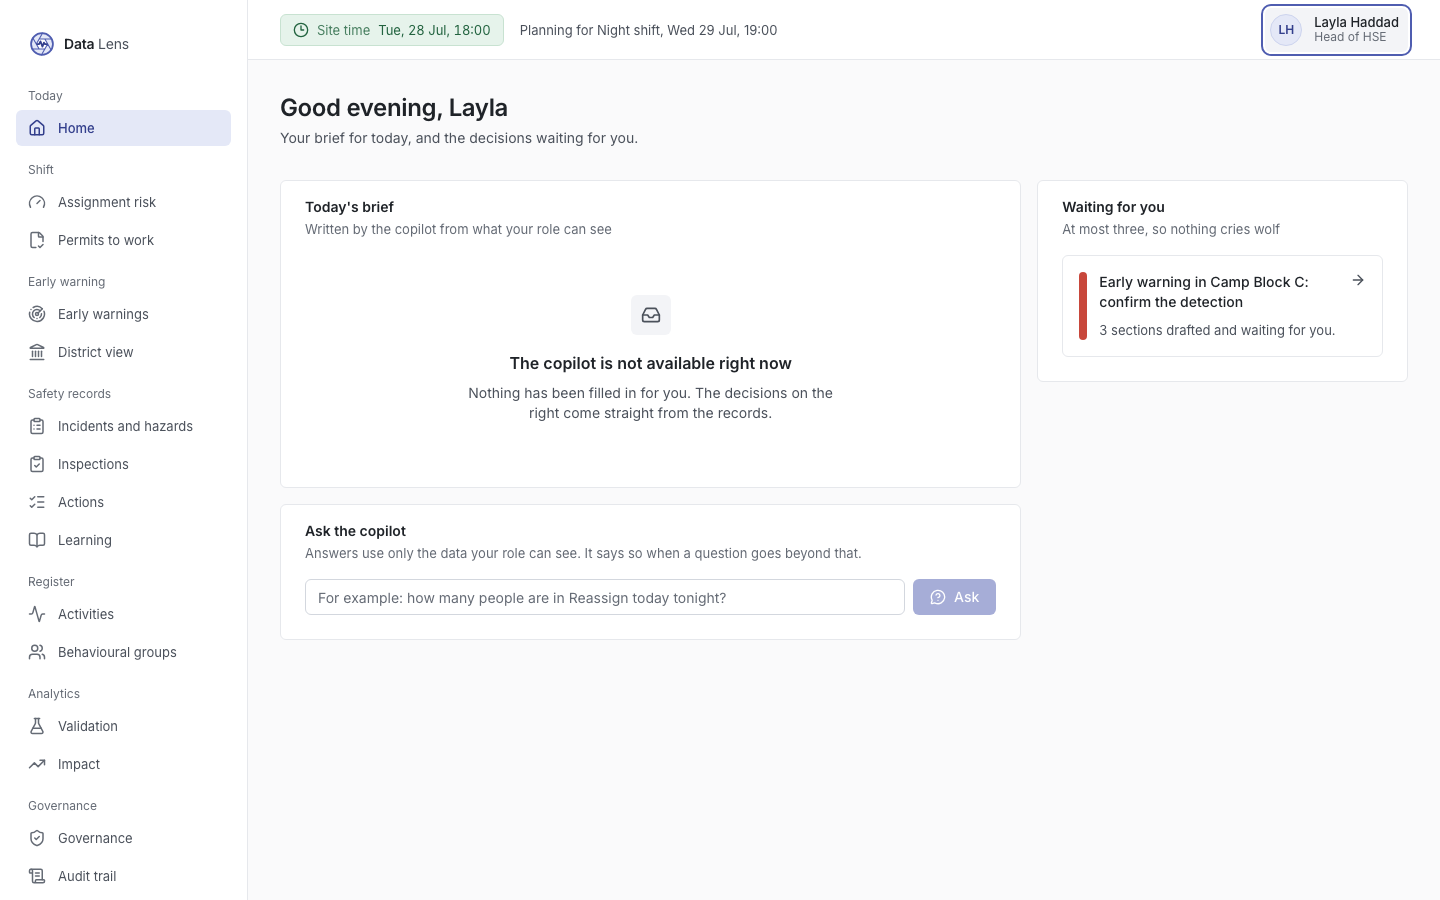 Data Lens
Today
Home
Shift
Assignment risk
Permits to work
Early warning
Early warnings
District view
Safety records
Incidents and hazards
Inspections
Actions
Learning
Register
Activities
Behavioural groups
Analytics
Validation
Impact
Governance
Governance
Audit trail
Site time Tue, 28 Jul, 18:00
Planning for Night shift, Wed 29 Jul, 19:00
LH
Layla Haddad
Head of HSE
Good evening, Layla
Your brief for today, and the decisions waiting for you.
Today's brief
Written by the copilot from what your role can see
The copilot is not available right now
Nothing has been filled in for you. The decisions on the
right come straight from the records.
Ask the copilot
Answers use only the data your role can see. It says so when a question goes beyond that.
For example: how many people are in Reassign today tonight?
Ask
Waiting for you
At most three, so nothing cries wolf
Early warning in Camp Block C:
confirm the detection
3 sections drafted and waiting for you.